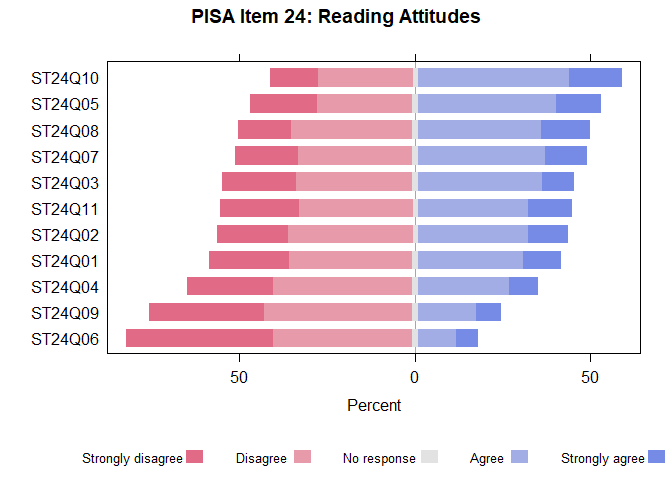 PISA Item 24: Reading Attitudes
ST24Q10
ST24Q05
ST24Q08
ST24Q07
ST24Q03
ST24Q11
ST24Q02
ST24Q01
ST24Q04
ST24Q09
ST24Q06
50 0 50
Percent
Strongly disagree Disagree No response Agree Strongly agree